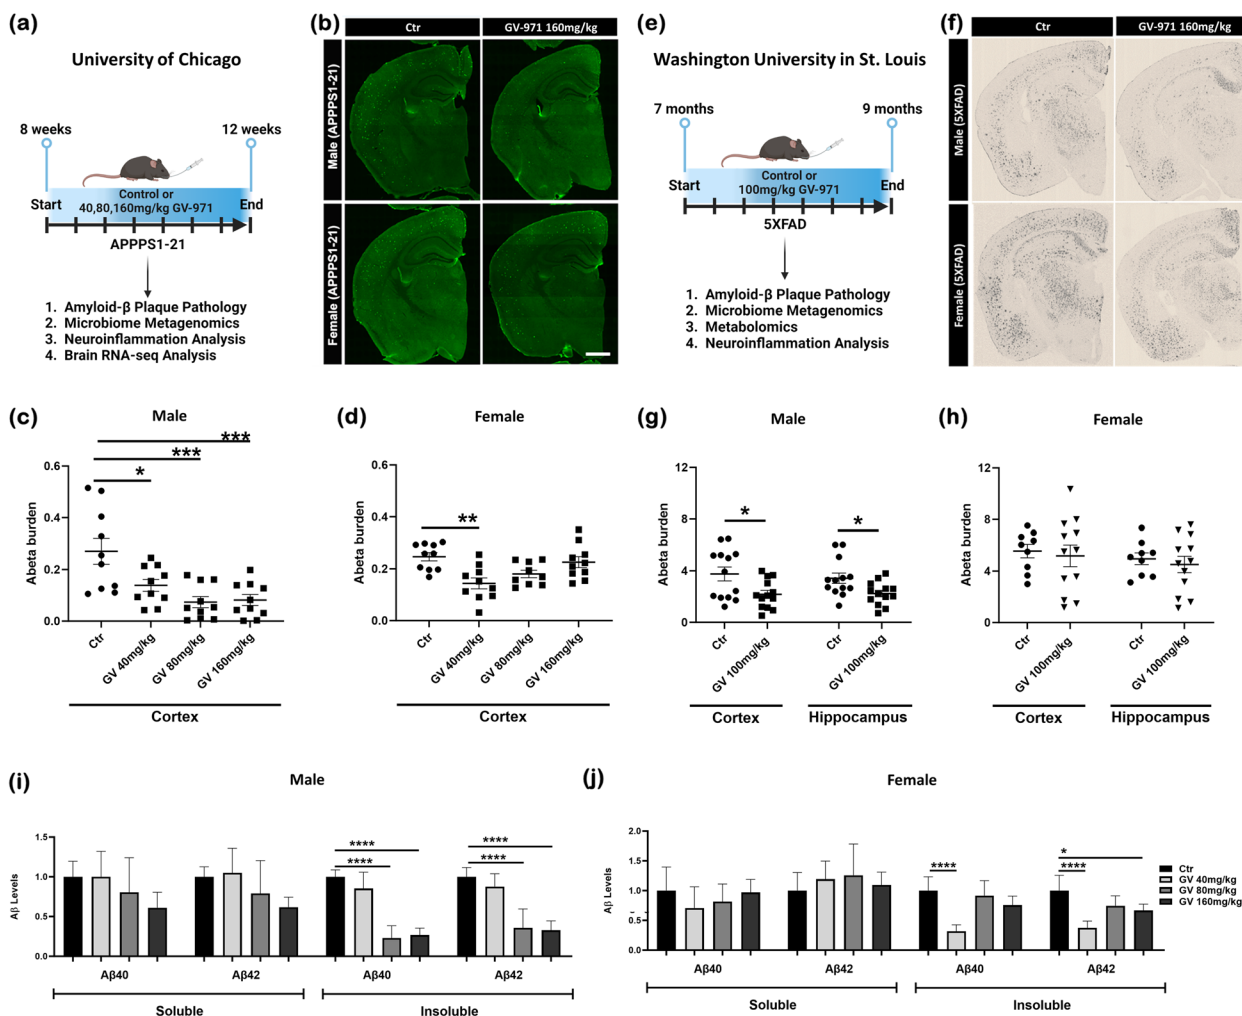 (a)
University of Chicago
8 weeks
12 weeks
Control or
40,80,160mg/kg GV-971
Start
End
APPPS1-21
1. Amyloid-β Plaque Pathology
2. Microbiome Metagenomics
3. Neuroinflammation Analysis
4. Brain RNA-seq Analysis
(b)
Ctr
GV-971 160mg/kg
Male (APPPS1-21)
Female (APPPS1-21)
(e)
Washington University in St. Louis
7 months
9 months
Control or
100mg/kg GV-971
Start
End
5XFAD
1. Amyloid-β Plaque Pathology
2. Microbiome Metagenomics
3. Metabolomics
4. Neuroinflammation Analysis
(f)
Ctr
GV-971 160mg/kg
Male (5XFAD)
Female (5XFAD)
(c)
Male
***
***
*
Abeta burden
0.6
0.4
0.2
0.0
Ctr
GV 40mg/kg
GV 80mg/kg
GV 160mg/kg
Cortex
(d)
Female
**
Abeta burden
0.6
0.4
0.2
0.0
Ctr
GV 40mg/kg
GV 80mg/kg
GV 160mg/kg
Cortex
(g)
Male
*
*
Abeta burden
12
8
4
0
Ctr
GV 100mg/kg
Ctr
GV 100mg/kg
Cortex
Hippocampus
(h)
Female
Abeta burden
12
8
4
0
Ctr
GV 100mg/kg
Ctr
GV 100mg/kg
Cortex
Hippocampus
(i)
Male
Aβ Levels
1.5
1.0
0.5
0.0
****
****
****
****
Aβ40
Aβ42
Aβ40
Aβ42
Soluble
Insoluble
(j)
Female
Aβ Levels
2.0
1.5
1.0
0.5
0.0
****
*
****
Aβ40
Aβ42
Aβ40
Aβ42
Soluble
Insoluble
Ctr
GV 40mg/kg
GV 80mg/kg
GV 160mg/kg